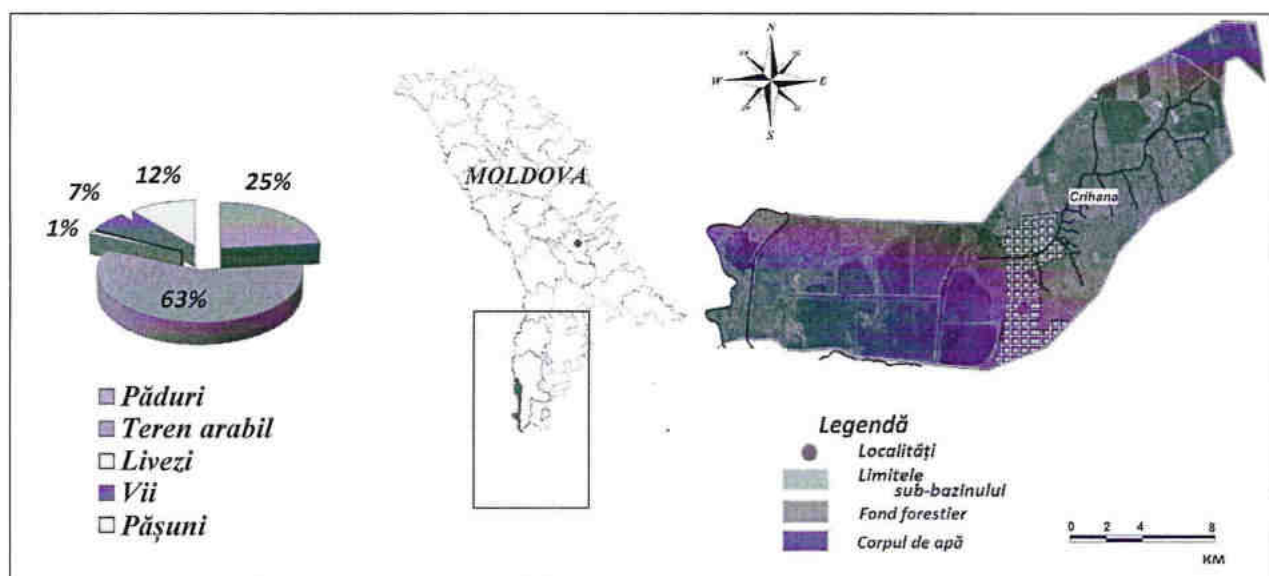 7%
12%
25%
1%
63%
Păduri
Teren arabil
Livezi
Vii
Pășuni
MOLDOVA
N
W
E
S
Crihana
Legendă
Localități
Limitele
sub-bazinului
Fond forestier
Corpul de apă
0 2 4 8
KM